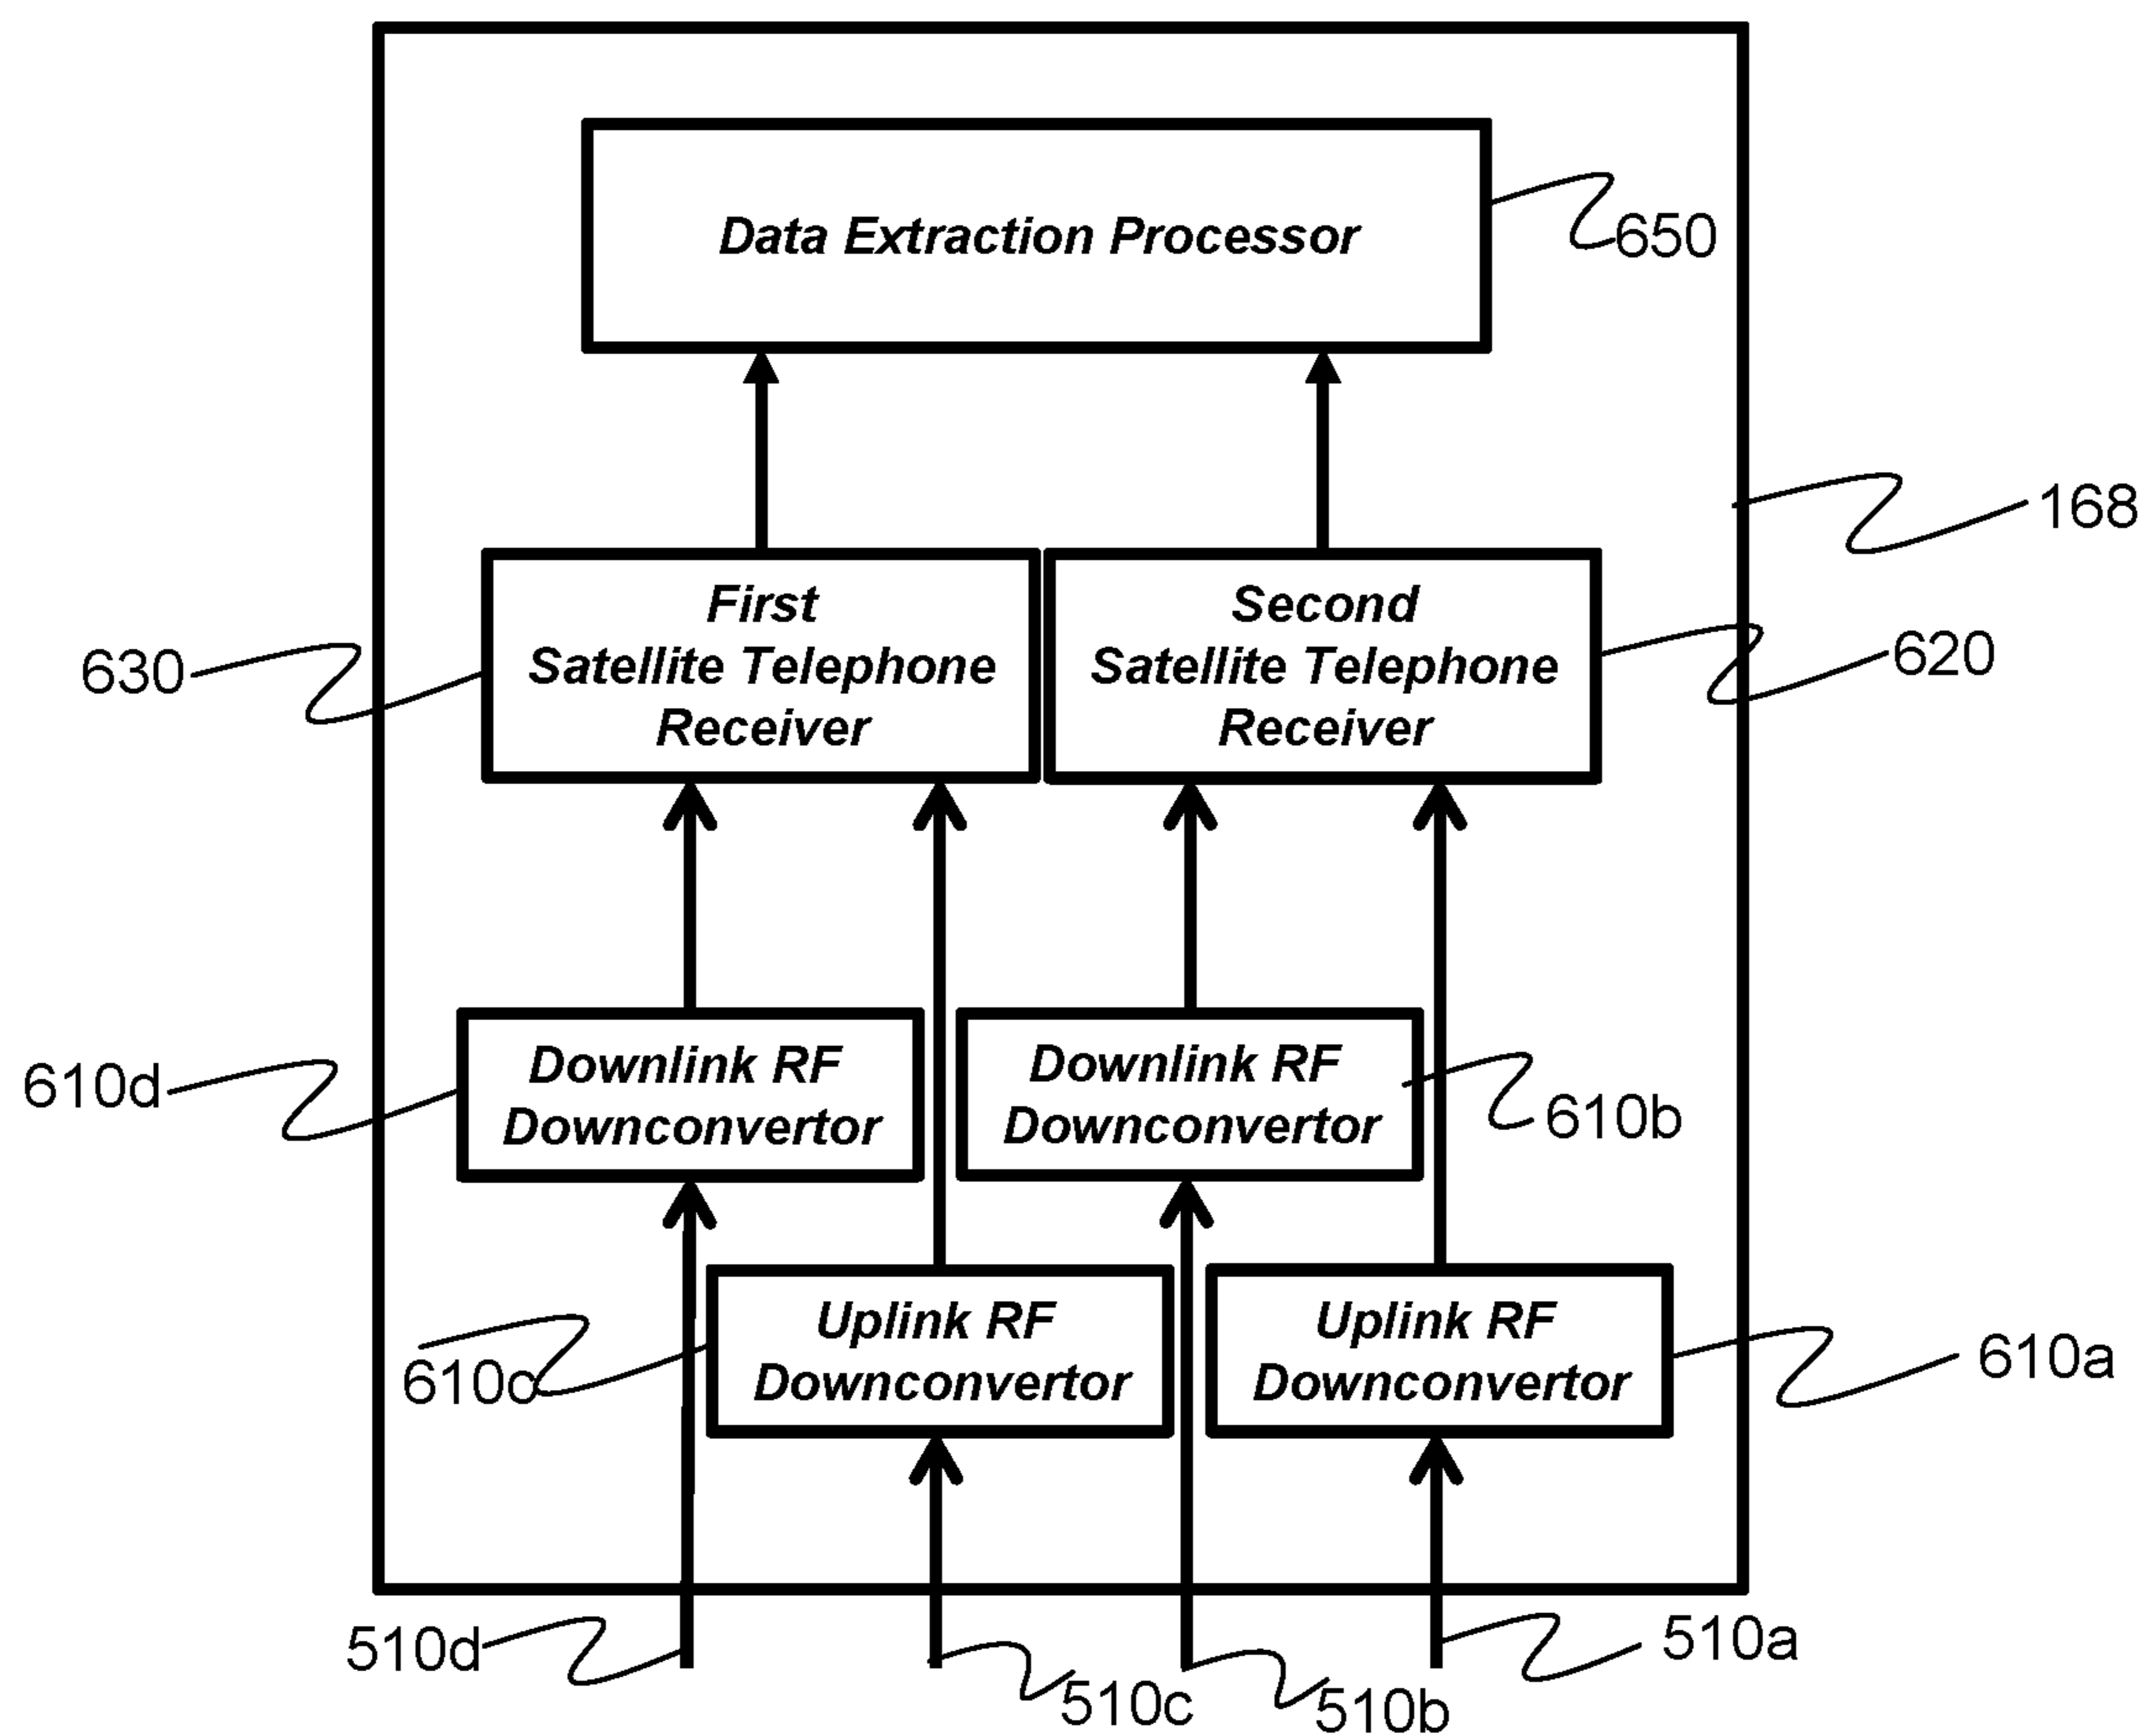 Data Extraction Processor
650
168
First
Satellite Telephone
Receiver
Second
Satellite Telephone
Receiver
630
620
Downlink RF
Downconvertor
Downlink RF
Downconvertor
610d
610b
Uplink RF
Downconvertor
Uplink RF
Downconvertor
610c
610a
510d
510c
510b
510a